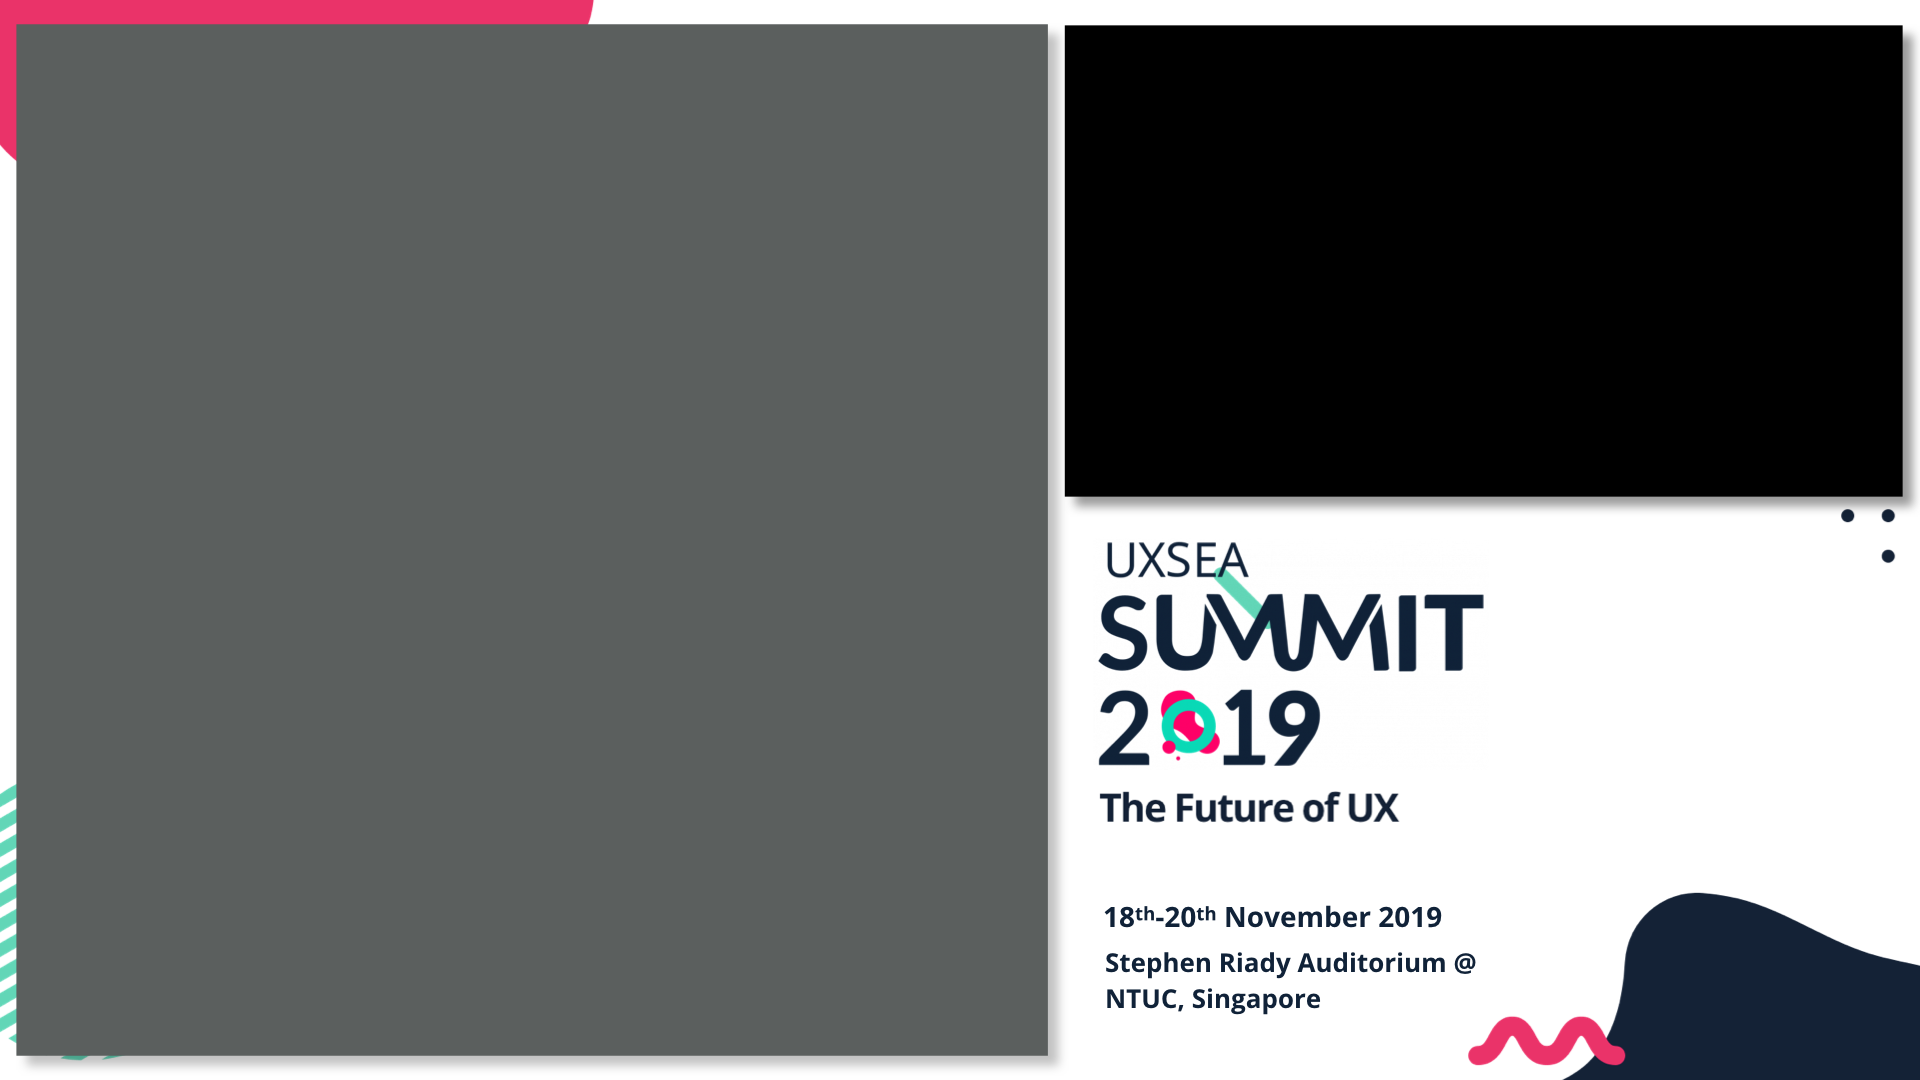 UXSEA
SUMMIT
2019
The Future of UX
18th-20th November 2019
Stephen Riady Auditorium @
NTUC, Singapore